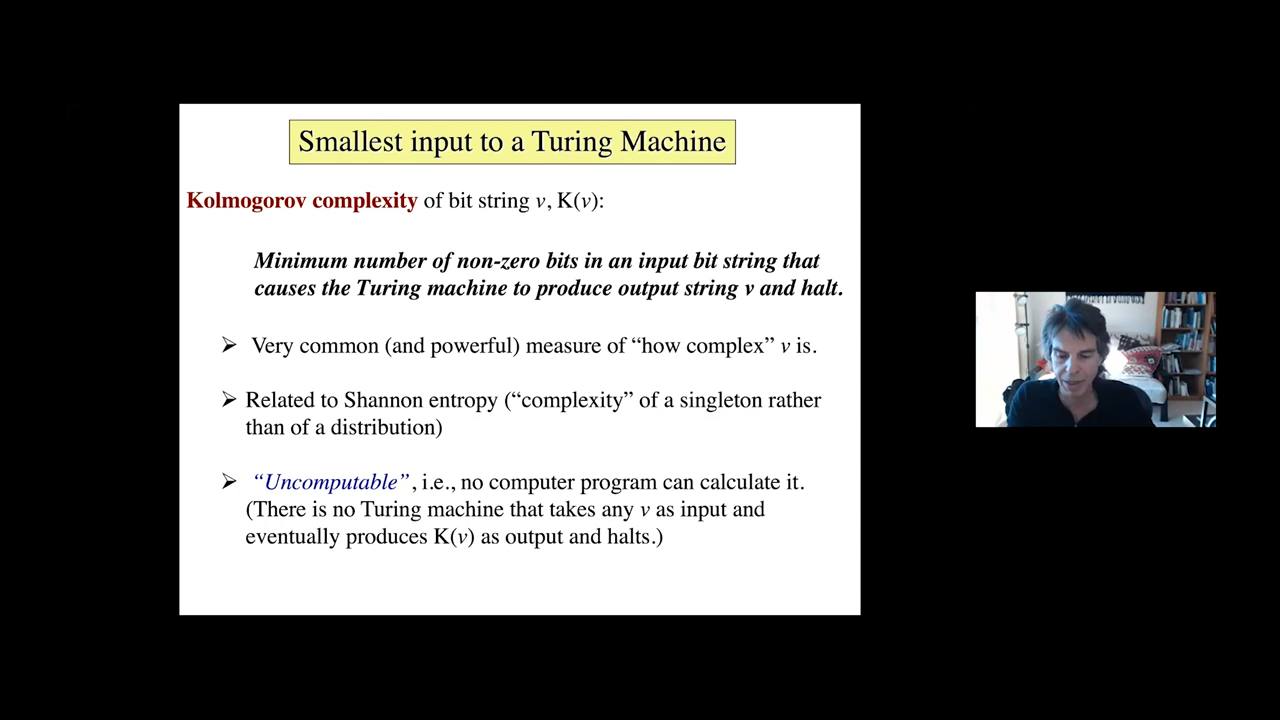 Smallest input to a Turing Machine
Kolmogorov complexity of bit string v, K(v):
Minimum number of non-zero bits in an input bit string that
causes the Turing machine to produce output string v and halt.
➢ Very common (and powerful) measure of “how complex” v is.
➢ Related to Shannon entropy (“complexity” of a singleton rather
than of a distribution)
➢ “Uncomputable”, i.e., no computer program can calculate it.
(There is no Turing machine that takes any v as input and
eventually produces K(v) as output and halts.)